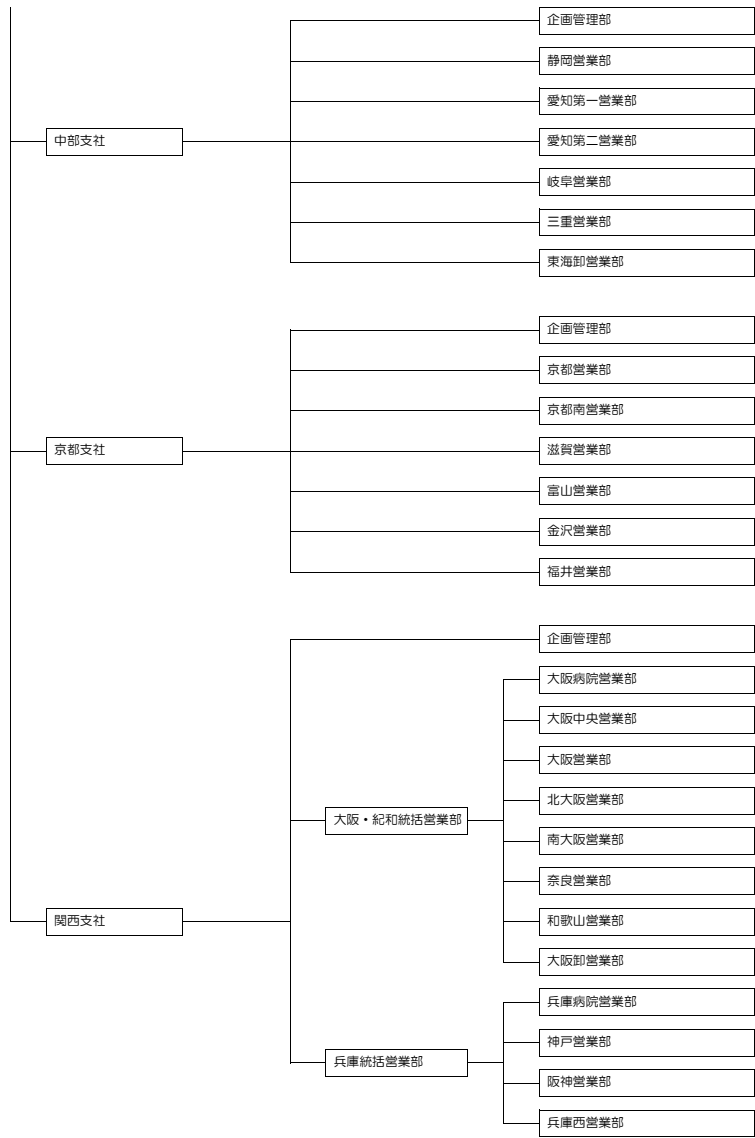 中部支社
企画管理部
静岡営業部
愛知第一営業部
愛知第二営業部
岐阜営業部
三重営業部
東海卸営業部
京都支社
企画管理部
京都営業部
京都南営業部
滋賀営業部
富山営業部
金沢営業部
福井営業部
関西支社
企画管理部
大阪・紀和統括営業部
大阪病院営業部
大阪中央営業部
大阪営業部
北大阪営業部
南大阪営業部
奈良営業部
和歌山営業部
大阪卸営業部
兵庫統括営業部
兵庫病院営業部
神戸営業部
阪神営業部
兵庫西営業部